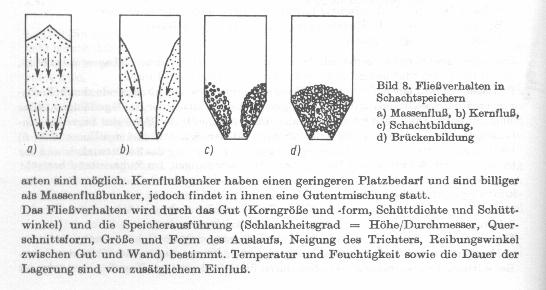 a)
b)
c)
d)
Bild 8. Fließverhalten in
Schachtspeichern
a) Massenfluß, b) Kernfluß,
c) Schachtbildung,
d) Brückenbildung
arten sind möglich. Kernflußbunker haben einen geringeren Platzbedarf und sind billiger
als Massenflußbunker, jedoch findet in ihnen eine Gutentmischung statt.
Das Fließverhalten wird durch das Gut (Korngröße und -form, Schüttdichte und Schütt-
winkel) und die Speicherausführung (Schlankheitsgrad = Höhe/Durchmesser, Quer-
schnittsform, Größe und Form des Auslaufs, Neigung des Trichters, Reibungswinkel
zwischen Gut und Wand) bestimmt. Temperatur und Feuchtigkeit sowie die Dauer der
Lagerung sind von zusätzlichem Einfluß.